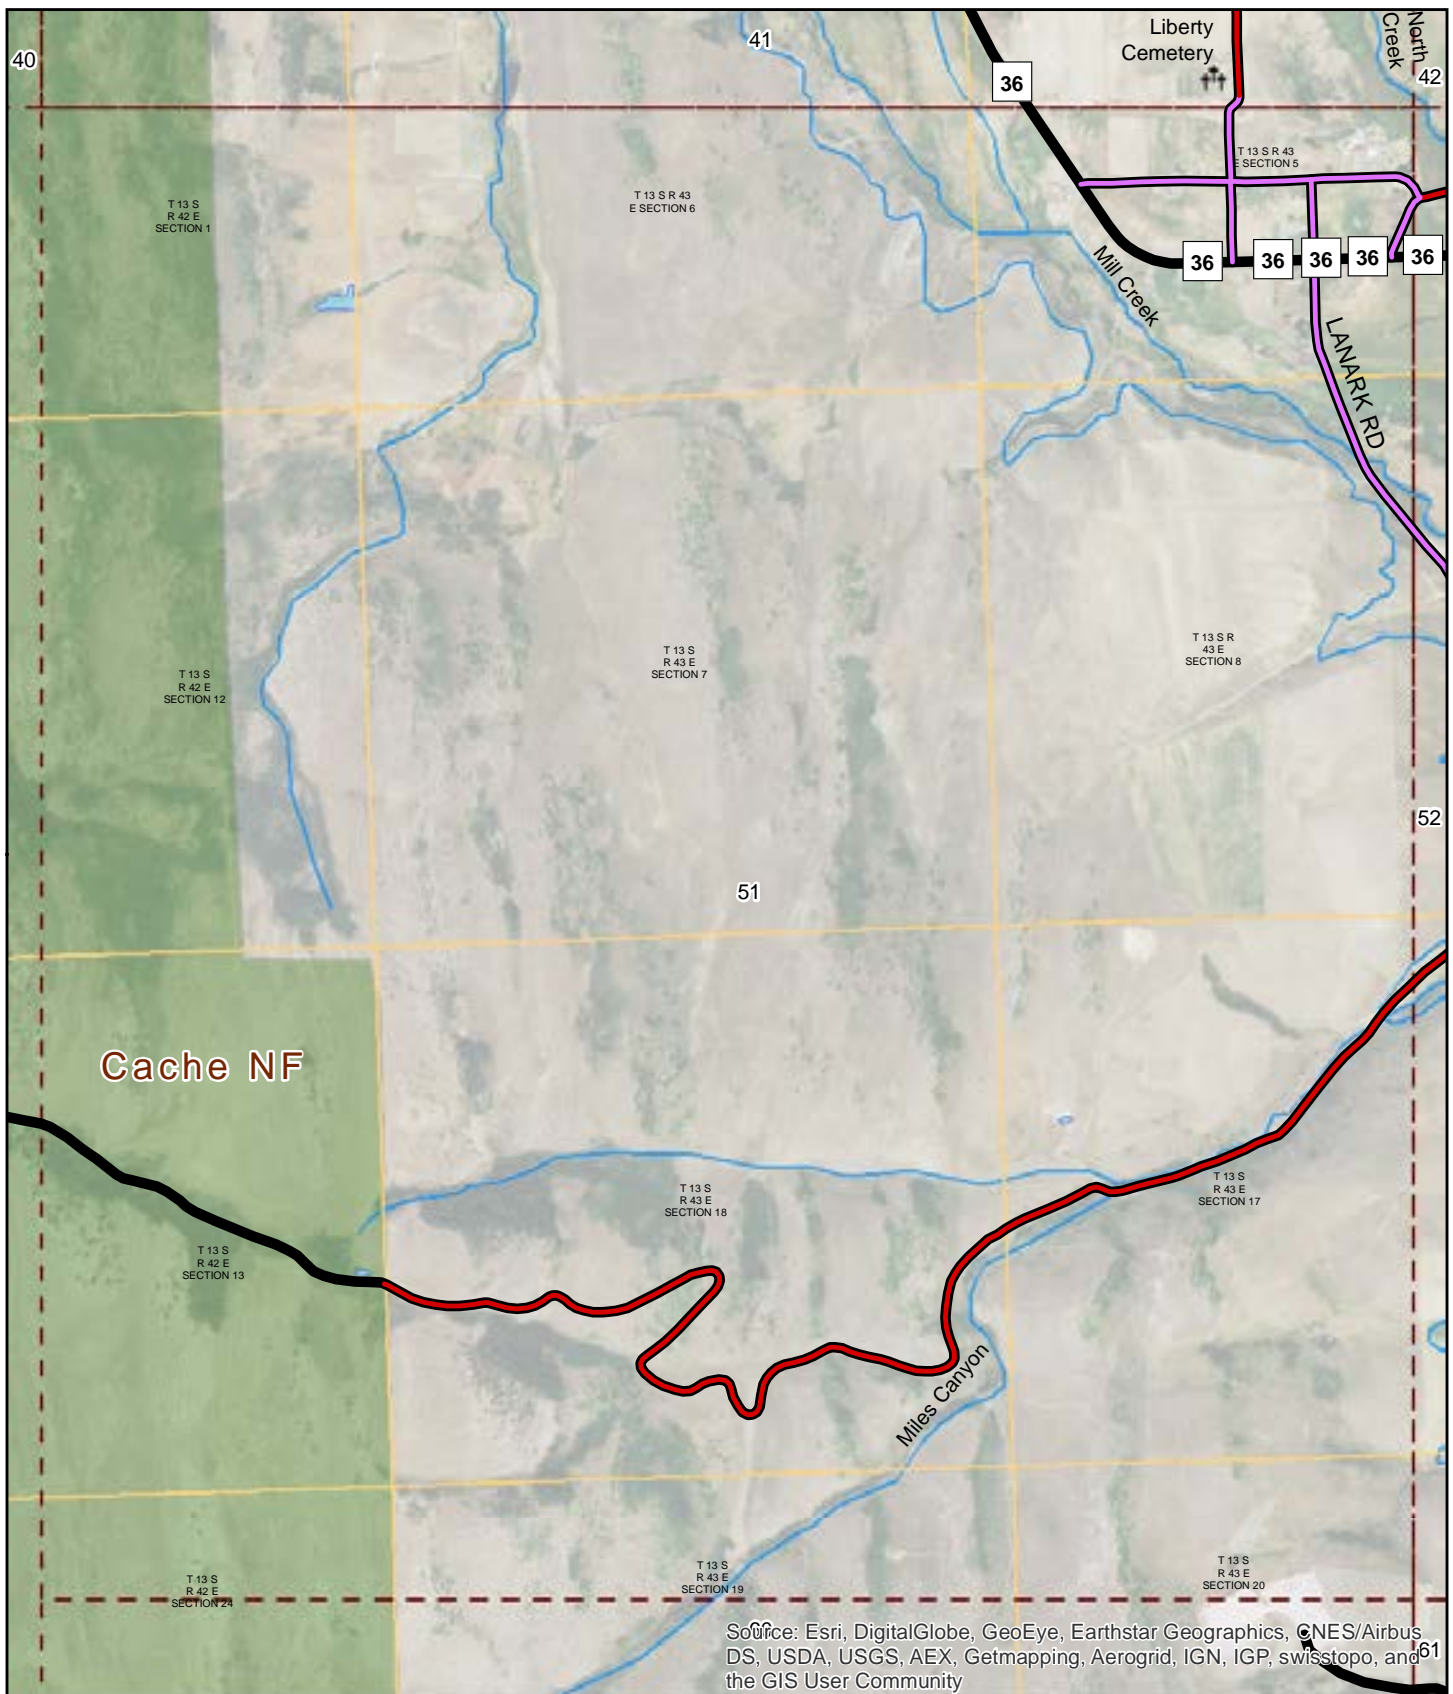 40
41
Liberty
Cemetery
North
Creek
42
36
T 13 S R 43
E SECTION 5
T 13 S
R 42 E
SECTION 1
T 13 S R 43
E SECTION 6
36
36
36
36
36
Mill Creek
LANARK RD
T 13 S
R 42 E
SECTION 12
T 13 S
R 43 E
SECTION 7
T 13 S R
43 E
SECTION 8
52
51
Cache NF
T 13 S
R 43 E
SECTION 18
T 13 S
R 43 E
SECTION 17
T 13 S
R 42 E
SECTION 13
Miles Canyon
T 13 S
R 42 E
SECTION 24
T 13 S
R 43 E
SECTION 19
T 13 S
R 43 E
SECTION 20
61
Source: Esri, DigitalGlobe, GeoEye, Earthstar Geographics, CNES/Airbus
DS, USDA, USGS, AEX, Getmapping, Aerogrid, IGN, IGP, swisstopo, and
the GIS User Community